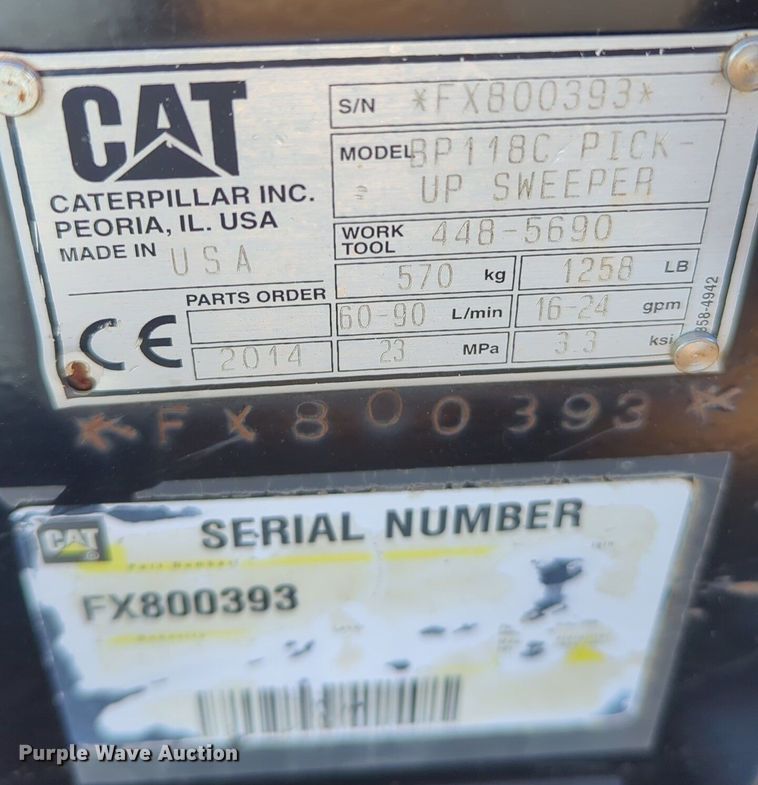 CAT
CATERPILLAR INC.
PEORIA, IL. USA
MADE IN USA
S/N *FX800393*
MODEL BP118C PICK-
UP SWEEPER
WORK TOOL 448-5690
570 kg 1258 LB
PARTS ORDER
60-90 L/min 16-24 gpm
CE
2014 23 MPa 3.3 ksi
358-4942
*FX800393*
CAT
SERIAL NUMBER
FX800393
Purple Wave Auction